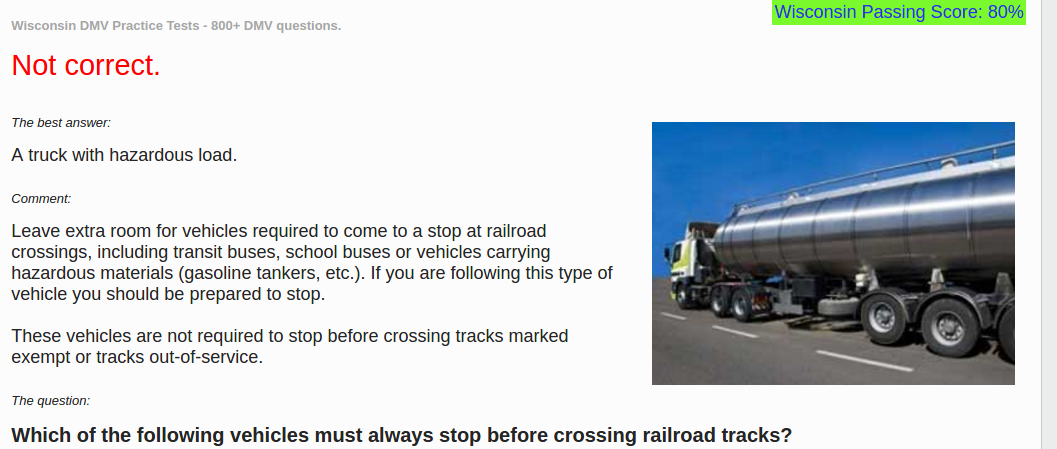 Wisconsin Passing Score: 80%
Wisconsin DMV Practice Tests - 800+ DMV questions.
Not correct.
The best answer:
A truck with hazardous load.
Comment:
Leave extra room for vehicles required to come to a stop at railroad
crossings, including transit buses, school buses or vehicles carrying
hazardous materials (gasoline tankers, etc.). If you are following this type of
vehicle you should be prepared to stop.
These vehicles are not required to stop before crossing tracks marked
exempt or tracks out-of-service.
The question:
Which of the following vehicles must always stop before crossing railroad tracks?